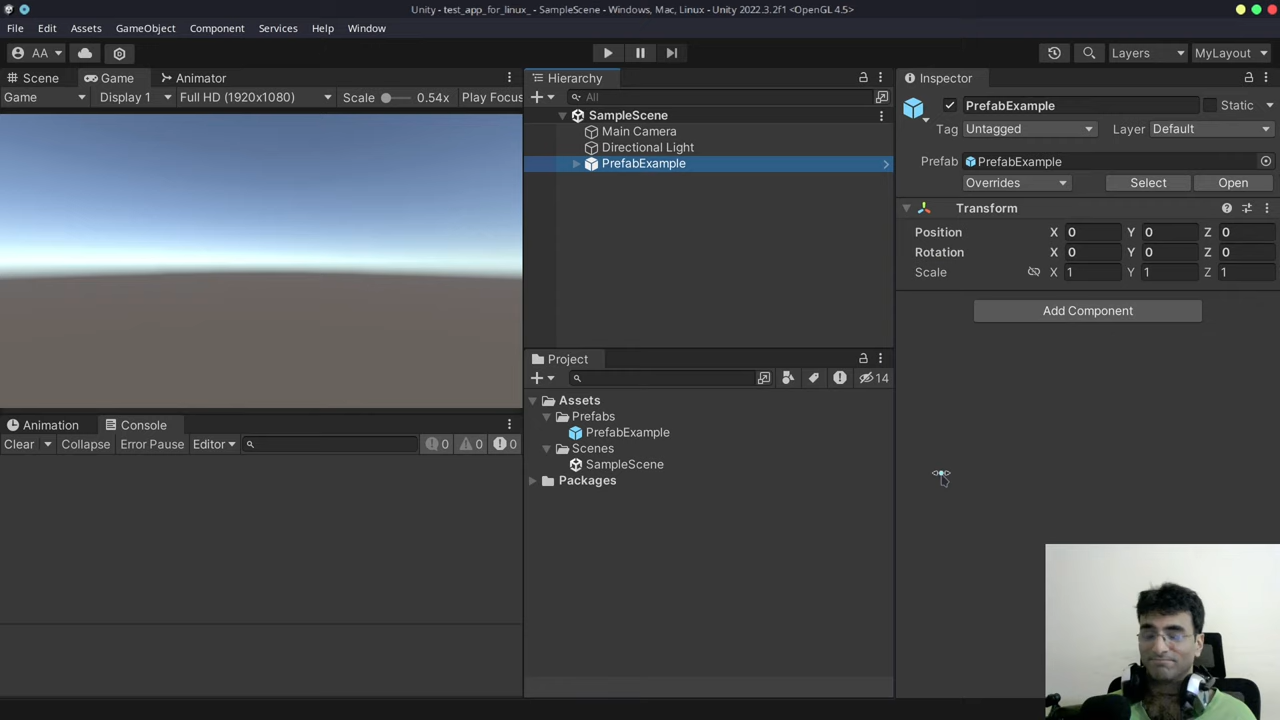 Unity - test_app_for_linux_ - SampleScene - Windows, Mac, Linux - Unity 2022.3.2f1 <OpenGL 4.5>
File Edit Assets GameObject Component Services Help Window
AA Layers MyLayout
Scene Game Animator
Game Display 1 Full HD (1920x1080) Scale 0.54x Play Focus
Animation Console
Clear Collapse Error Pause Editor 0 0 0
Hierarchy
All
SampleScene
Main Camera
Directional Light
PrefabExample
Project
14
Assets
Prefabs
PrefabExample
Scenes
SampleScene
Packages
Inspector
PrefabExample Static
Tag Untagged Layer Default
Prefab PrefabExample
Overrides Select Open
Transform
Position X 0 Y 0 Z 0
Rotation X 0 Y 0 Z 0
Scale X 1 Y 1 Z 1
Add Component